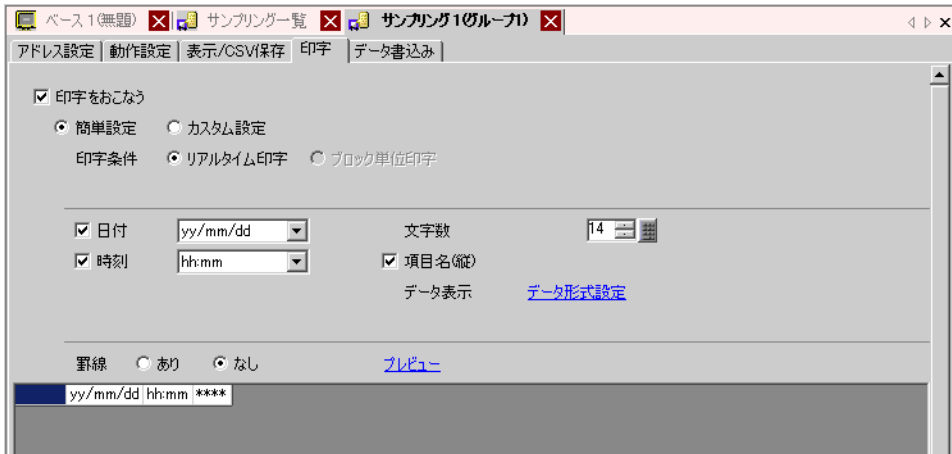 ベース1(無題) サンプリング一覧 サンプリング1(グループ1)
アドレス設定 動作設定 表示/CSV保存 印字 データ書込み
印字をおこなう
簡単設定 カスタム設定
印字条件 リアルタイム印字 ブロック単位印字
日付 yy/mm/dd 文字数 14
時刻 hh:mm 項目名(縦)
データ表示 データ形式設定
罫線 あり なし プレビュー
yy/mm/dd hh:mm ****